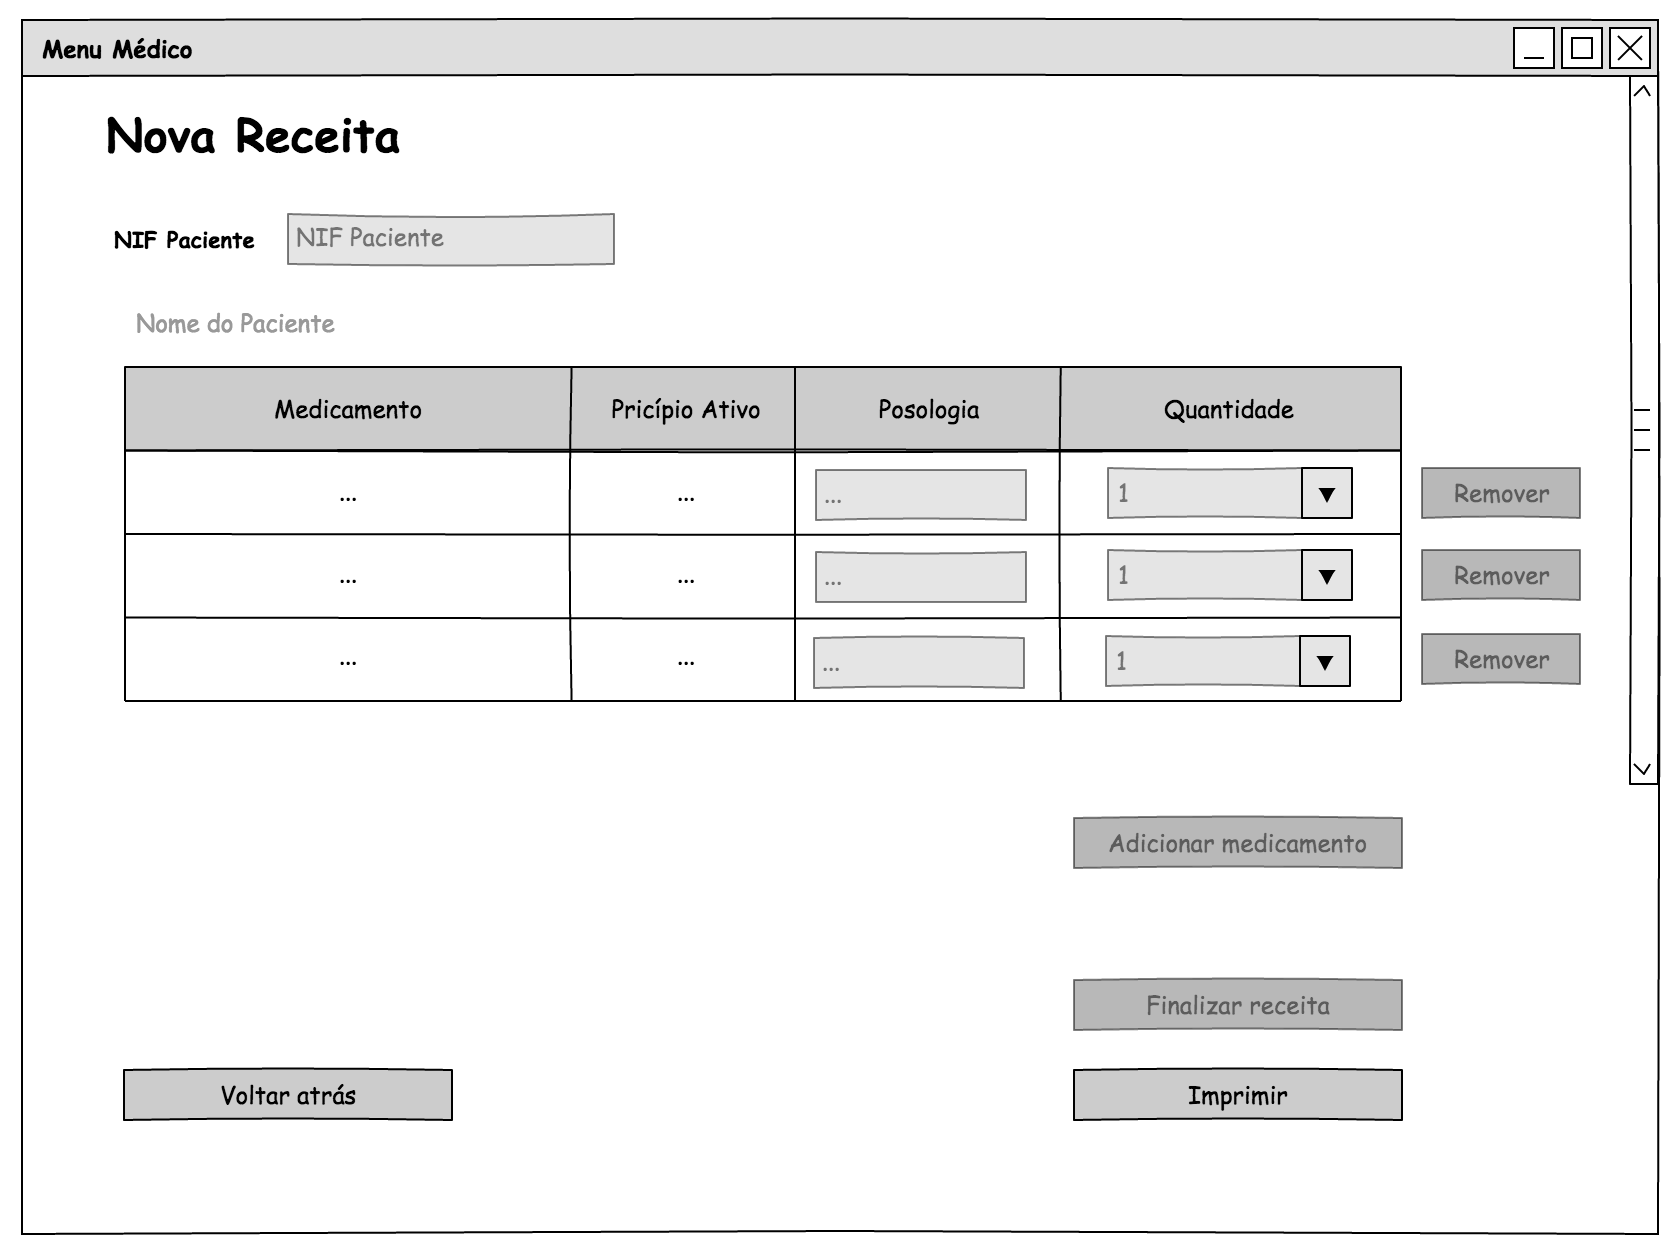 Menu Médico
Nova Receita
NIF Paciente NIF Paciente
Nome do Paciente
Medicamento Pricípio Ativo Posologia Quantidade
... ... ... 1 Remover
... ... ... 1 Remover
... ... ... 1 Remover
Adicionar medicamento
Finalizar receita
Voltar atrás Imprimir